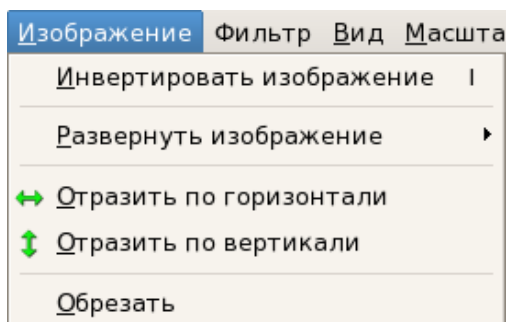 Изображение Фильтр Вид Масшта
Инвертировать изображение I
Развернуть изображение
Отразить по горизонтали
Отразить по вертикали
Обрезать